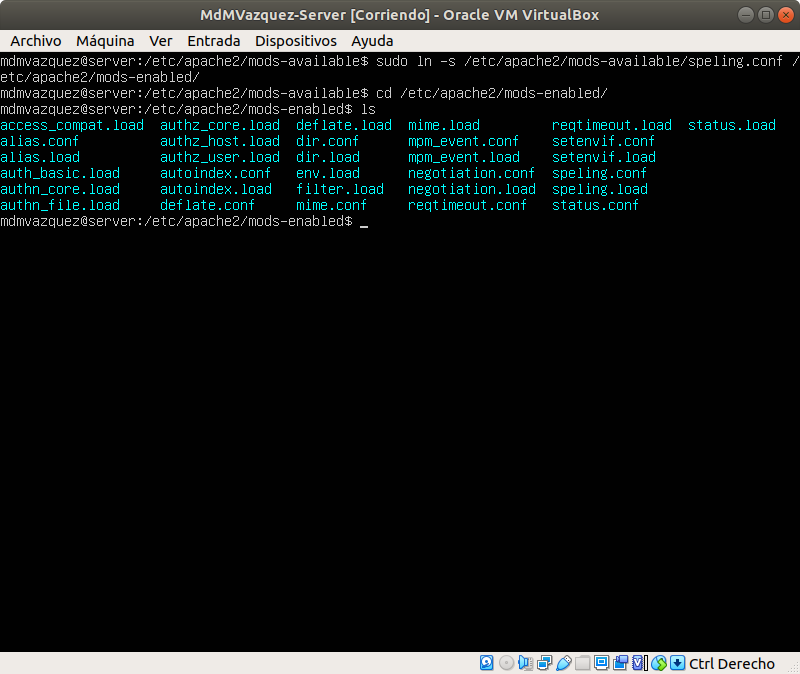 MdMVazquez-Server [Corriendo] - Oracle VM VirtualBox
Archivo Máquina Ver Entrada Dispositivos Ayuda
mdmvazquez@server:/etc/apache2/mods-available$ sudo ln -s /etc/apache2/mods-available/speling.conf /
etc/apache2/mods-enabled/
mdmvazquez@server:/etc/apache2/mods-available$ cd /etc/apache2/mods-enabled/
mdmvazquez@server:/etc/apache2/mods-enabled$ ls
access_compat.load authz_core.load deflate.load mime.load reqtimeout.load status.load
alias.conf authz_host.load dir.conf mpm_event.conf setenvif.conf
alias.load authz_user.load dir.load mpm_event.load setenvif.load
auth_basic.load autoindex.conf env.load negotiation.conf speling.conf
authn_core.load autoindex.load filter.load negotiation.load speling.load
authn_file.load deflate.conf mime.conf reqtimeout.conf status.conf
mdmvazquez@server:/etc/apache2/mods-enabled$ _
Ctrl Derecho